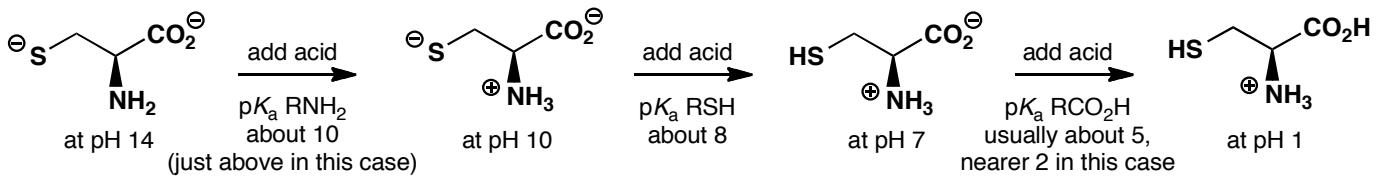 ⊖S CO₂⊖
NH₂
at pH 14
add acid
pKₐ RNH₂
about 10
(just above in this case)
⊖S CO₂⊖
⊕ NH₃
at pH 10
add acid
pKₐ RSH
about 8
HS CO₂⊖
⊕ NH₃
at pH 7
add acid
pKₐ RCO₂H
usually about 5,
nearer 2 in this case
HS CO₂H
⊕ NH₃
at pH 1